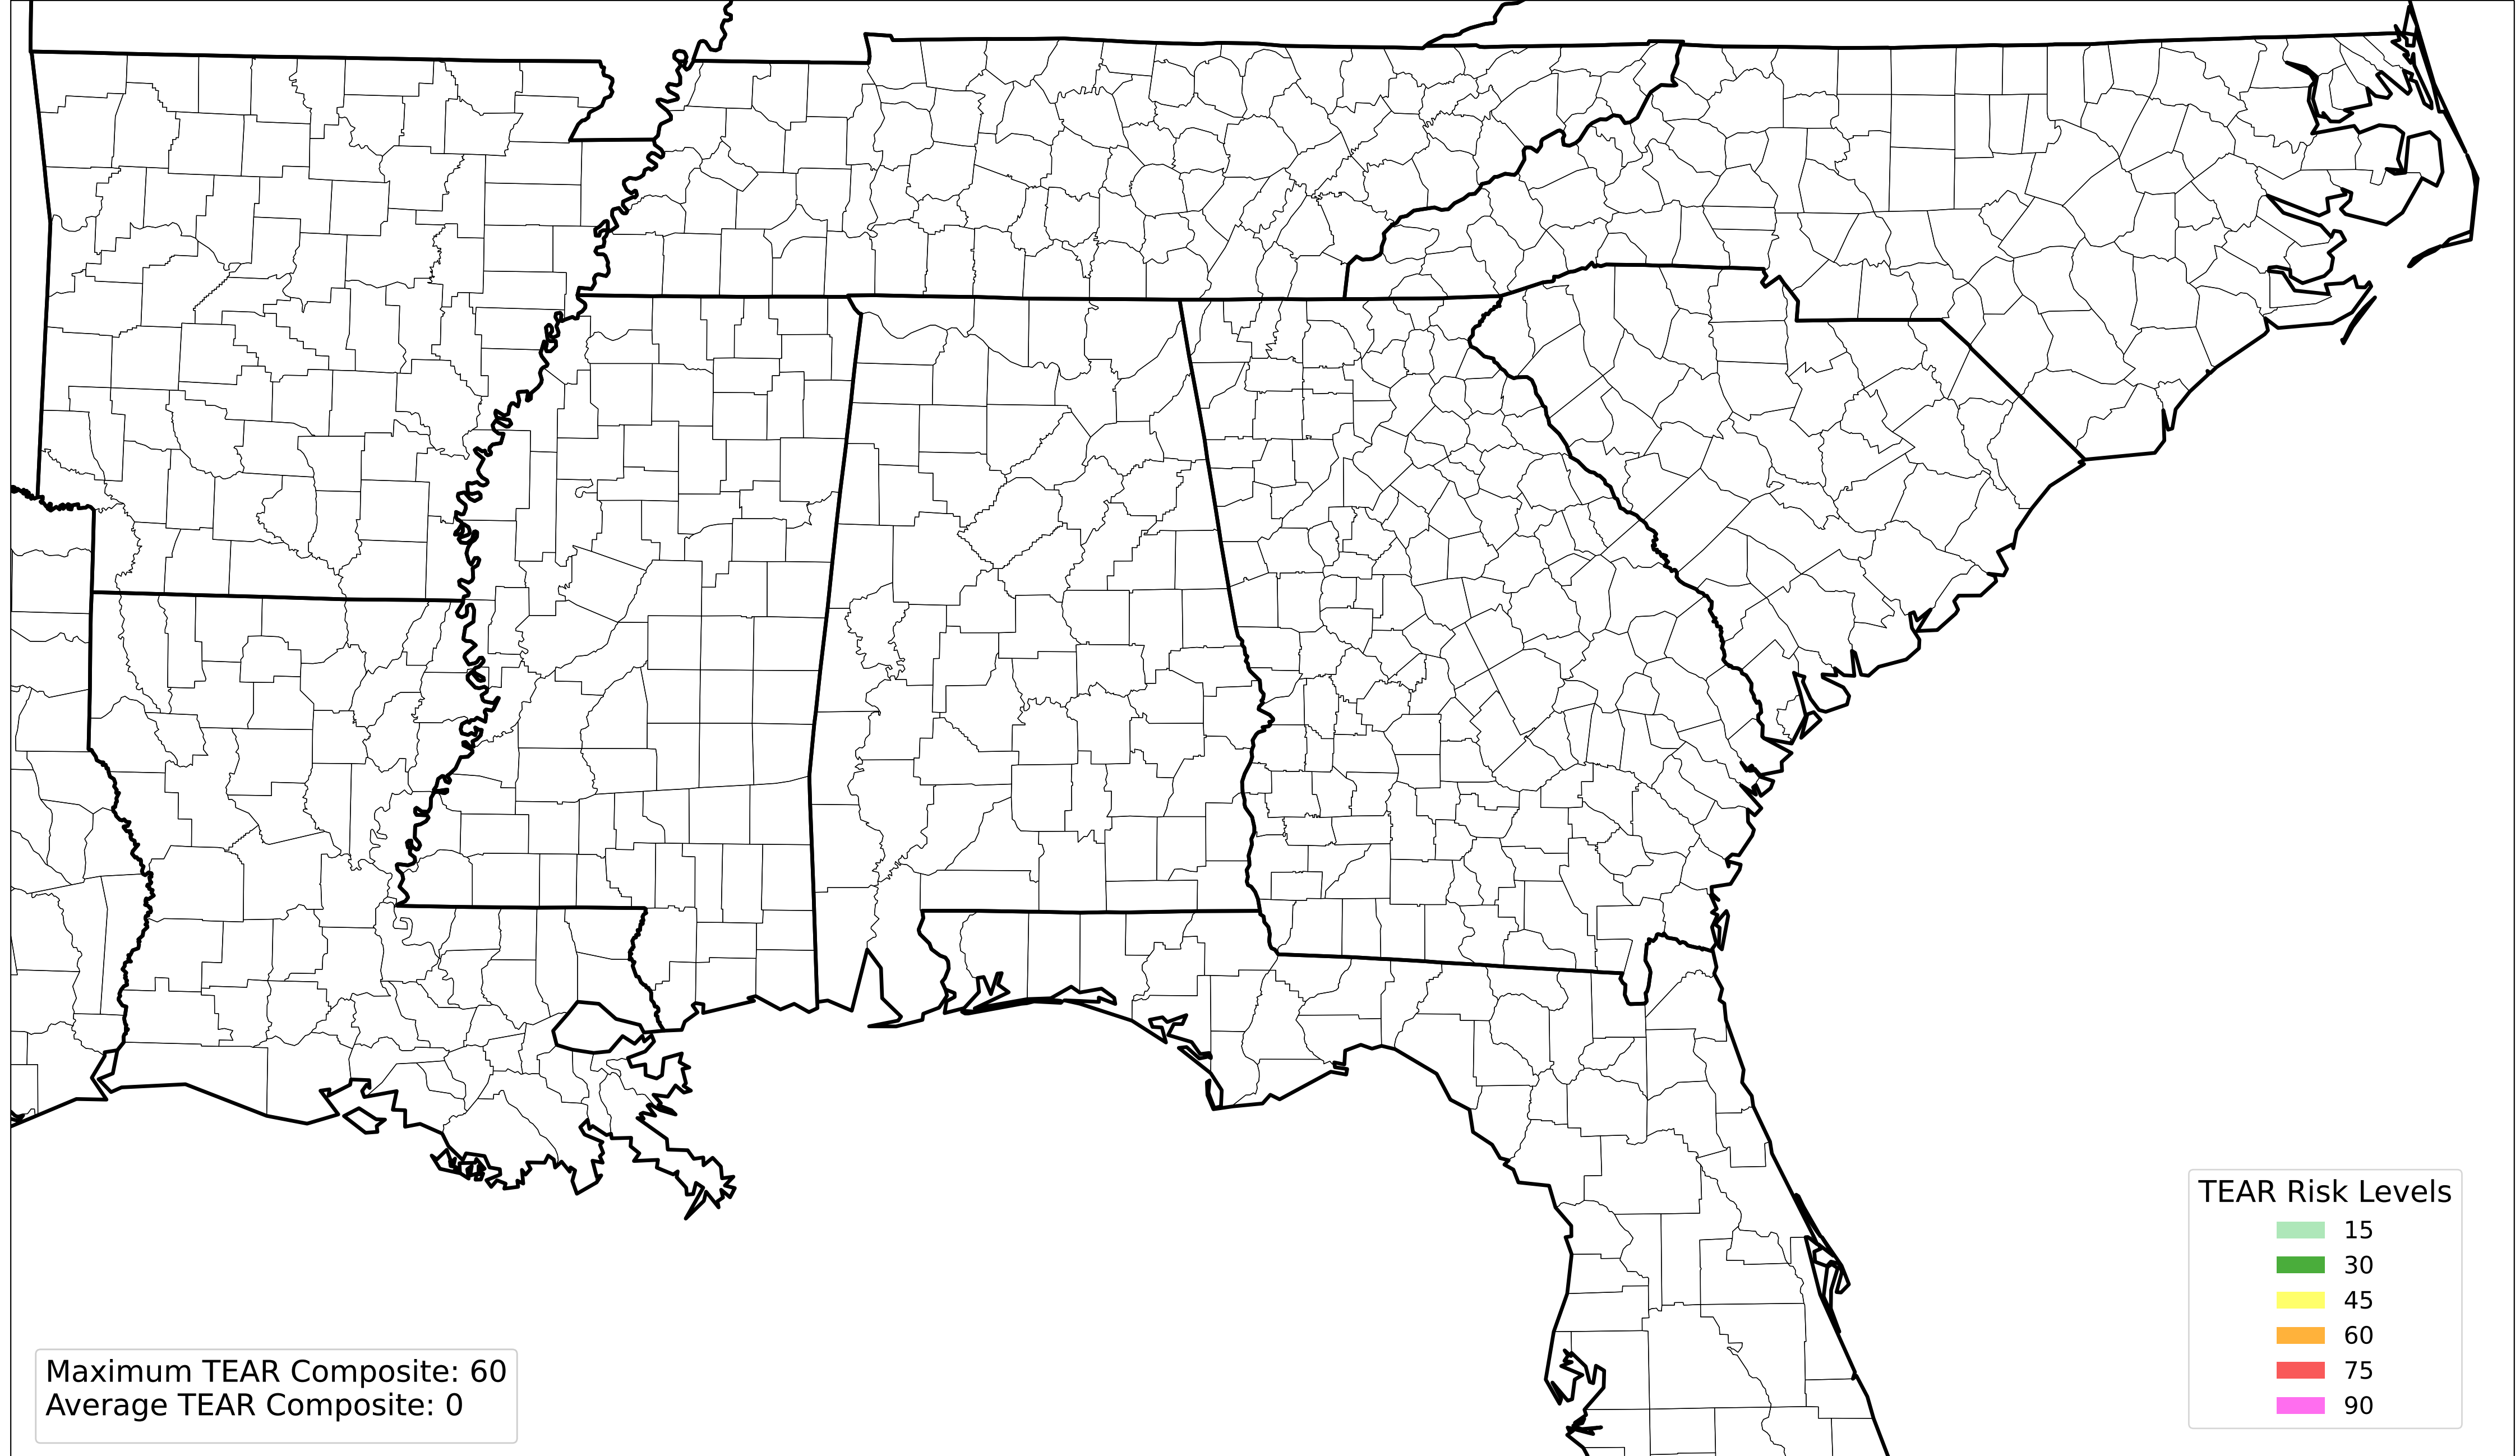 TEAR Risk Levels
15
30
45
60
75
90
Maximum TEAR Composite: 60
Average TEAR Composite: 0